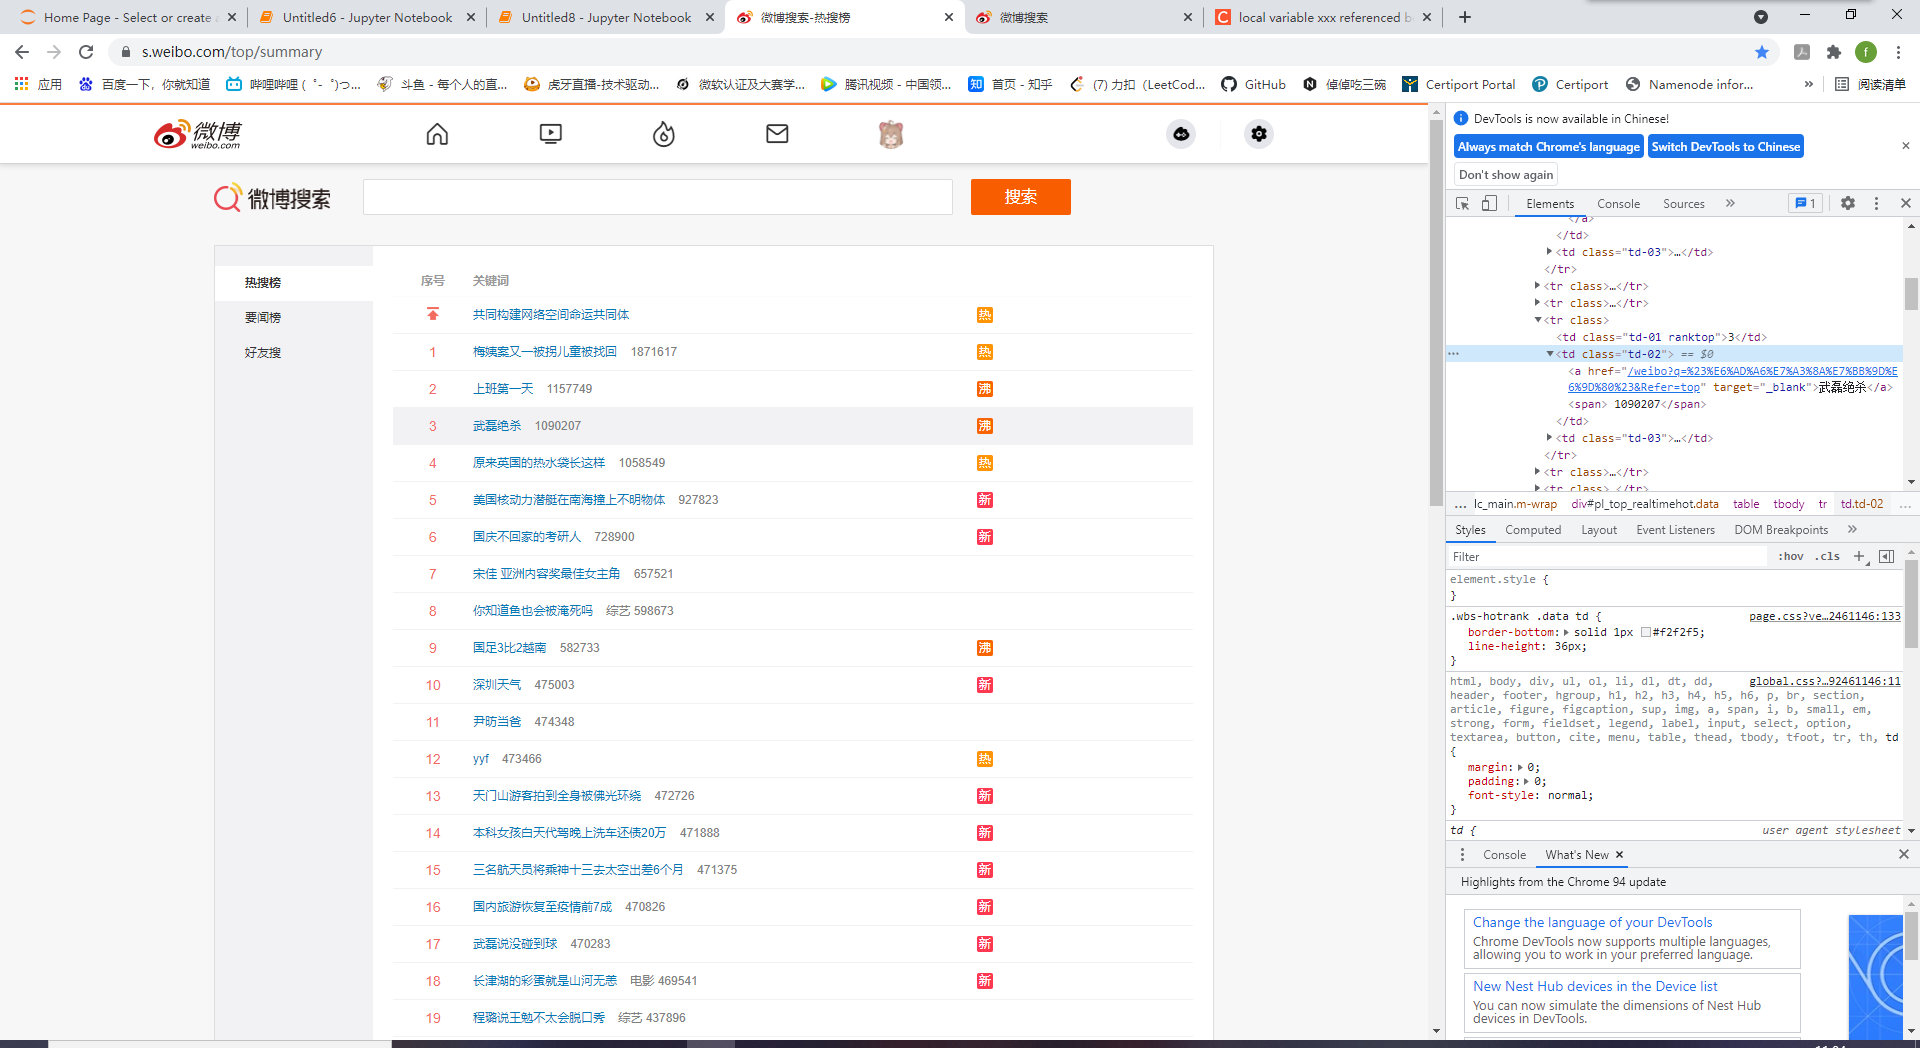 Home Page - Select or create a
Untitled6 - Jupyter Notebook
Untitled8 - Jupyter Notebook
微博搜索-热搜榜
微博搜索
local variable xxx referenced b
s.weibo.com/top/summary
f
应用
百度一下，你就知道
哔哩哔哩 (゜-゜)つ...
斗鱼 - 每个人的直...
虎牙直播-技术驱动...
微软认证及大赛学...
腾讯视频 - 中国领...
首页 - 知乎
(7) 力扣（LeetCod...
GitHub
倬倬吃三碗
Certiport Portal
Certiport
Namenode infor...
»
阅读清单
微博
weibo.com
微博搜索
搜索
热搜榜
要闻榜
好友搜
序号 关键词
共同构建网络空间命运共同体 热
1 梅姨案又一被拐儿童被找回 1871617 热
2 上班第一天 1157749 沸
3 武磊绝杀 1090207 沸
4 原来英国的热水袋长这样 1058549 热
5 美国核动力潜艇在南海撞上不明物体 927823 新
6 国庆不回家的考研人 728900 新
7 宋佳 亚洲内容奖最佳女主角 657521
8 你知道鱼也会被淹死吗 综艺 598673
9 国足3比2越南 582733 沸
10 深圳天气 475003 新
11 尹昉当爸 474348
12 yyf 473466 热
13 天门山游客拍到全身被佛光环绕 472726 新
14 本科女孩白天代驾晚上洗车还债20万 471888 新
15 三名航天员将乘神十三去太空出差6个月 471375 新
16 国内旅游恢复至疫情前7成 470826 新
17 武磊说没碰到球 470283 新
18 长津湖的彩蛋就是山河无恙 电影 469541 新
19 程璐说王勉不太会脱口秀 综艺 437896
DevTools is now available in Chinese!
Always match Chrome's language
Switch DevTools to Chinese
Don't show again
Elements Console Sources » 1
</a>
</td>
<td class="td-03">…</td>
</tr>
<tr class>…</tr>
<tr class>…</tr>
<tr class>
<td class="td-01 ranktop">3</td>
<td class="td-02"> == $0
<a href="/weibo?q=%23%E6%AD%A6%E7%A3%8A%E7%BB%9D%E
6%9D%80%23&Refer=top" target="_blank">武磊绝杀</a>
<span> 1090207</span>
</td>
<td class="td-03">…</td>
</tr>
<tr class>…</tr>
<tr class>…</tr>
... lc_main.m-wrap div#pl_top_realtimehot.data table tbody tr td.td-02 ...
Styles Computed Layout Event Listeners DOM Breakpoints »
Filter :hov .cls +
element.style {
}
.wbs-hotrank .data td { page.css?ve…2461146:133
border-bottom: solid 1px #f2f2f5;
line-height: 36px;
}
html, body, div, ul, ol, li, dl, dt, dd, global.css?…92461146:11
header, footer, hgroup, h1, h2, h3, h4, h5, h6, p, br, section,
article, figure, figcaption, sup, img, a, span, i, b, small, em,
strong, form, fieldset, legend, label, input, select, option,
textarea, button, cite, menu, table, thead, tbody, tfoot, tr, th, td
{
margin: 0;
padding: 0;
font-style: normal;
}
td { user agent stylesheet
Console What's New
Highlights from the Chrome 94 update
Change the language of your DevTools
Chrome DevTools now supports multiple languages,
allowing you to work in your preferred language.
New Nest Hub devices in the Device list
You can now simulate the dimensions of Nest Hub
devices in DevTools.